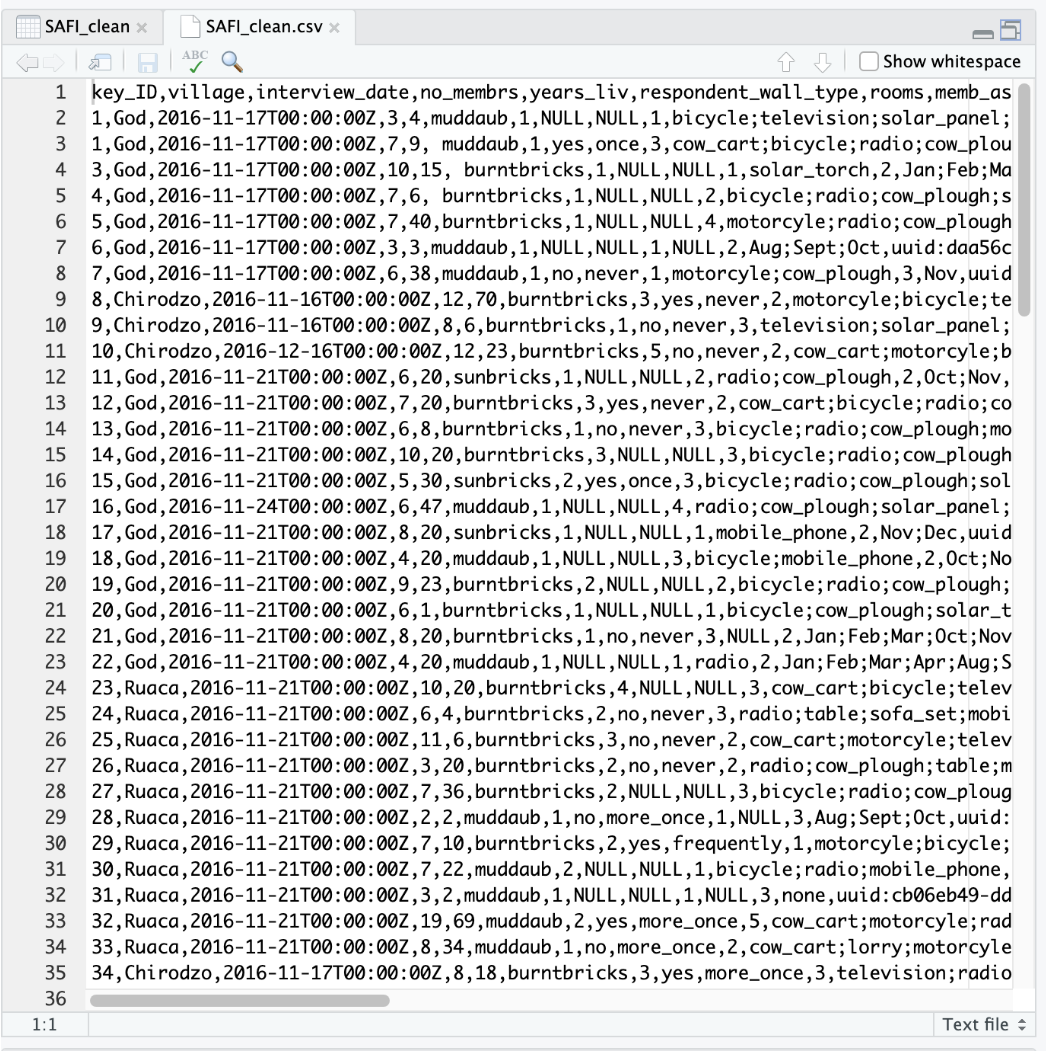 SAFI_clean × SAFI_clean.csv ×
ABC Show whitespace
1 key_ID,village,interview_date,no_membrs,years_liv,respondent_wall_type,rooms,memb_as
2 1,God,2016-11-17T00:00:00Z,3,4,muddaub,1,NULL,NULL,1,bicycle;television;solar_panel;
3 1,God,2016-11-17T00:00:00Z,7,9, muddaub,1,yes,once,3,cow_cart;bicycle;radio;cow_plou
4 3,God,2016-11-17T00:00:00Z,10,15, burntbricks,1,NULL,NULL,1,solar_torch,2,Jan;Feb;Ma
5 4,God,2016-11-17T00:00:00Z,7,6, burntbricks,1,NULL,NULL,2,bicycle;radio;cow_plough;s
6 5,God,2016-11-17T00:00:00Z,7,40,burntbricks,1,NULL,NULL,4,motorcyle;radio;cow_plough
7 6,God,2016-11-17T00:00:00Z,3,3,muddaub,1,NULL,NULL,1,NULL,2,Aug;Sept;Oct,uuid:daa56c
8 7,God,2016-11-17T00:00:00Z,6,38,muddaub,1,no,never,1,motorcyle;cow_plough,3,Nov,uuid
9 8,Chirodzo,2016-11-16T00:00:00Z,12,70,burntbricks,3,yes,never,2,motorcyle;bicycle;te
10 9,Chirodzo,2016-11-16T00:00:00Z,8,6,burntbricks,1,no,never,3,television;solar_panel;
11 10,Chirodzo,2016-12-16T00:00:00Z,12,23,burntbricks,5,no,never,2,cow_cart;motorcyle;b
12 11,God,2016-11-21T00:00:00Z,6,20,sunbricks,1,NULL,NULL,2,radio;cow_plough,2,Oct;Nov,
13 12,God,2016-11-21T00:00:00Z,7,20,burntbricks,3,yes,never,2,cow_cart;bicycle;radio;co
14 13,God,2016-11-21T00:00:00Z,6,8,burntbricks,1,no,never,3,bicycle;radio;cow_plough;mo
15 14,God,2016-11-21T00:00:00Z,10,20,burntbricks,3,NULL,NULL,3,bicycle;radio;cow_plough
16 15,God,2016-11-21T00:00:00Z,5,30,sunbricks,2,yes,once,3,bicycle;radio;cow_plough;sol
17 16,God,2016-11-24T00:00:00Z,6,47,muddaub,1,NULL,NULL,4,radio;cow_plough;solar_panel;
18 17,God,2016-11-21T00:00:00Z,8,20,sunbricks,1,NULL,NULL,1,mobile_phone,2,Nov;Dec,uuid
19 18,God,2016-11-21T00:00:00Z,4,20,muddaub,1,NULL,NULL,3,bicycle;mobile_phone,2,Oct;No
20 19,God,2016-11-21T00:00:00Z,9,23,burntbricks,2,NULL,NULL,2,bicycle;radio;cow_plough;
21 20,God,2016-11-21T00:00:00Z,6,1,burntbricks,1,NULL,NULL,1,bicycle;cow_plough;solar_t
22 21,God,2016-11-21T00:00:00Z,8,20,burntbricks,1,no,never,3,NULL,2,Jan;Feb;Mar;Oct;Nov
23 22,God,2016-11-21T00:00:00Z,4,20,muddaub,1,NULL,NULL,1,radio,2,Jan;Feb;Mar;Apr;Aug;S
24 23,Ruaca,2016-11-21T00:00:00Z,10,20,burntbricks,4,NULL,NULL,3,cow_cart;bicycle;telev
25 24,Ruaca,2016-11-21T00:00:00Z,6,4,burntbricks,2,no,never,3,radio;table;sofa_set;mobi
26 25,Ruaca,2016-11-21T00:00:00Z,11,6,burntbricks,3,no,never,2,cow_cart;motorcyle;telev
27 26,Ruaca,2016-11-21T00:00:00Z,3,20,burntbricks,2,no,never,2,radio;cow_plough;table;m
28 27,Ruaca,2016-11-21T00:00:00Z,7,36,burntbricks,2,NULL,NULL,3,bicycle;radio;cow_ploug
29 28,Ruaca,2016-11-21T00:00:00Z,2,2,muddaub,1,no,more_once,1,NULL,3,Aug;Sept;Oct,uuid:
30 29,Ruaca,2016-11-21T00:00:00Z,7,10,burntbricks,2,yes,frequently,1,motorcyle;bicycle;
31 30,Ruaca,2016-11-21T00:00:00Z,7,22,muddaub,2,NULL,NULL,1,bicycle;radio;mobile_phone,
32 31,Ruaca,2016-11-21T00:00:00Z,3,2,muddaub,1,NULL,NULL,1,NULL,3,none,uuid:cb06eb49-dd
33 32,Ruaca,2016-11-21T00:00:00Z,19,69,muddaub,2,yes,more_once,5,cow_cart;motorcyle;rad
34 33,Ruaca,2016-11-21T00:00:00Z,8,34,muddaub,1,no,more_once,2,cow_cart;lorry;motorcyle
35 34,Chirodzo,2016-11-17T00:00:00Z,8,18,burntbricks,3,yes,more_once,3,television;radio
36
1:1 Text file